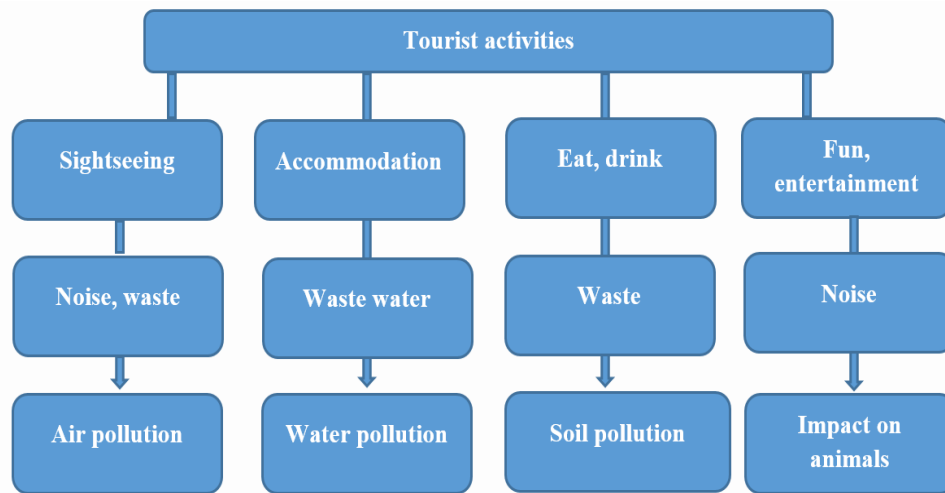 Tourist activities
Sightseeing
Accommodation
Eat, drink
Fun,
entertainment
Noise, waste
Waste water
Waste
Noise
Air pollution
Water pollution
Soil pollution
Impact on
animals